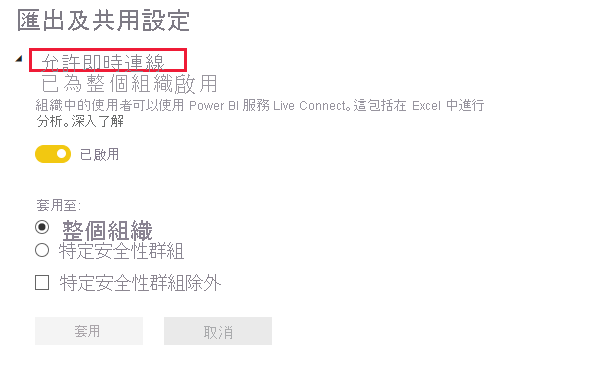 匯出及共用設定
允許即時連線
已為整個組織啟用
組織中的使用者可以使用 Power BI 服務 Live Connect。這包括在 Excel 中進行
分析。深入了解
已啟用
套用至:
整個組織
特定安全性群組
特定安全性群組除外
套用
取消